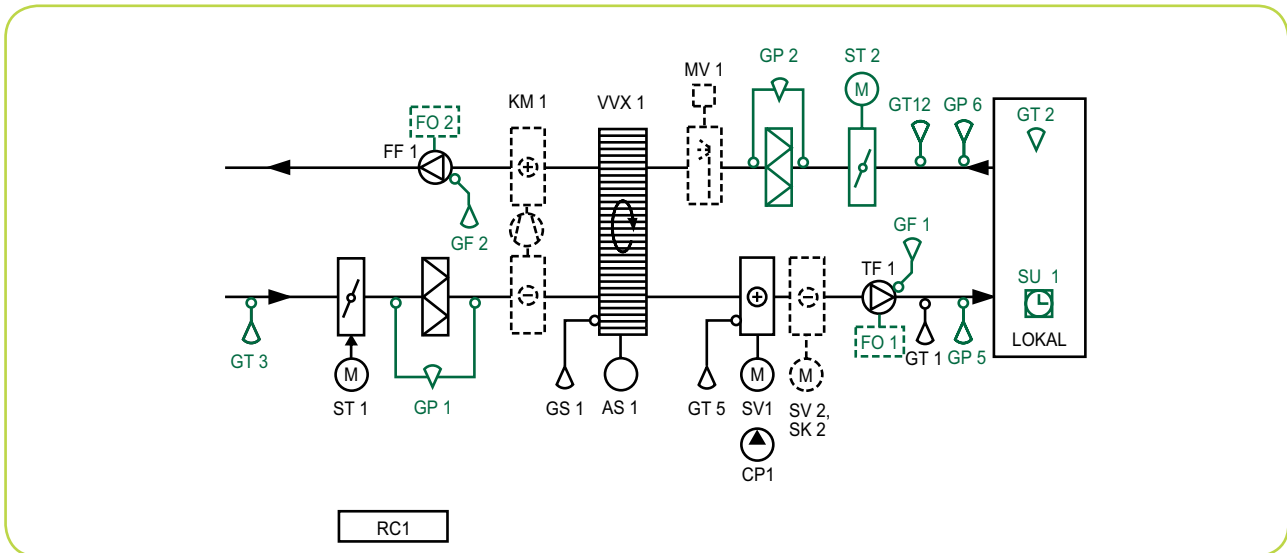 GP 2
ST 2
MV 1
KM 1
VVX 1
M
FO 2
GT12
GP 6
GT 2
FF 1
GF 2
GF 1
TF 1
SU 1
FO 1
LOKAL
GT 3
GT 1
GP 5
M
M
M
ST 1
GP 1
GS 1
AS 1
GT 5
SV1
SV 2,
SK 2
CP1
RC1